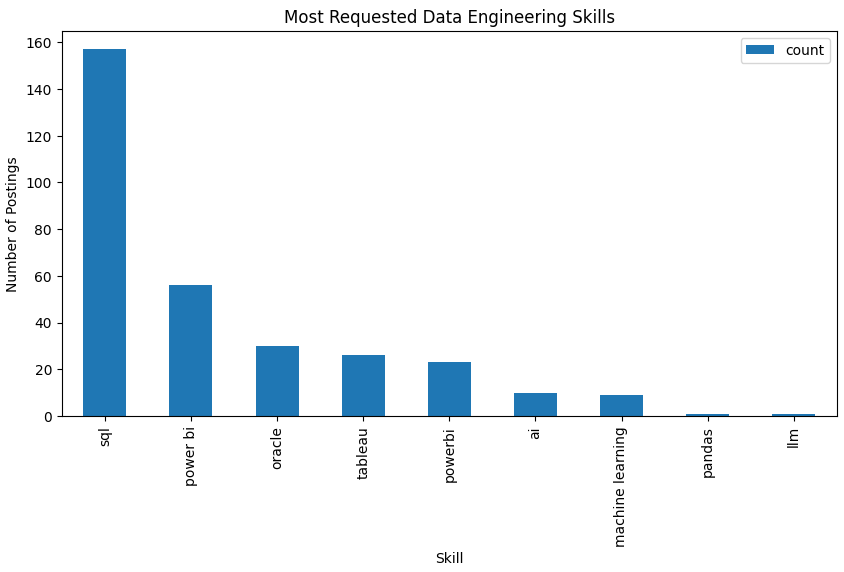 Most Requested Data Engineering Skills
count
Number of Postings
160
140
120
100
80
60
40
20
0
sql
power bi
oracle
tableau
powerbi
ai
machine learning
pandas
llm
Skill